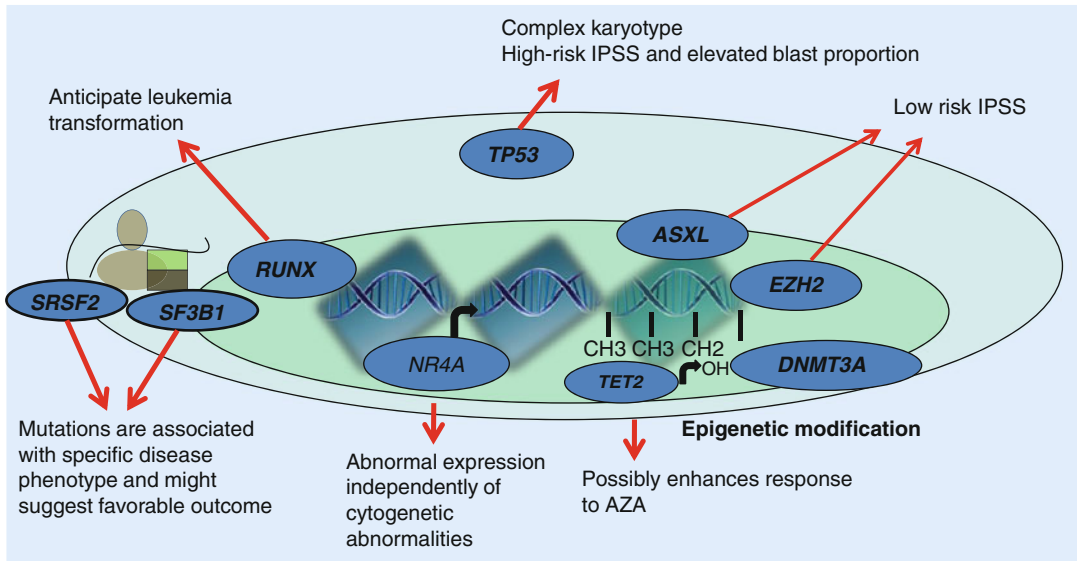 Complex karyotype
High-risk IPSS and elevated blast proportion
Anticipate leukemia
transformation
Low risk IPSS
TP53
ASXL
RUNX
EZH2
SRSF2
SF3B1
NR4A
CH3 CH3 CH2
OH
TET2
DNMT3A
Epigenetic modification
Mutations are associated
with specific disease
phenotype and might
suggest favorable outcome
Abnormal expression
independently of
cytogenetic
abnormalities
Possibly enhances response
to AZA